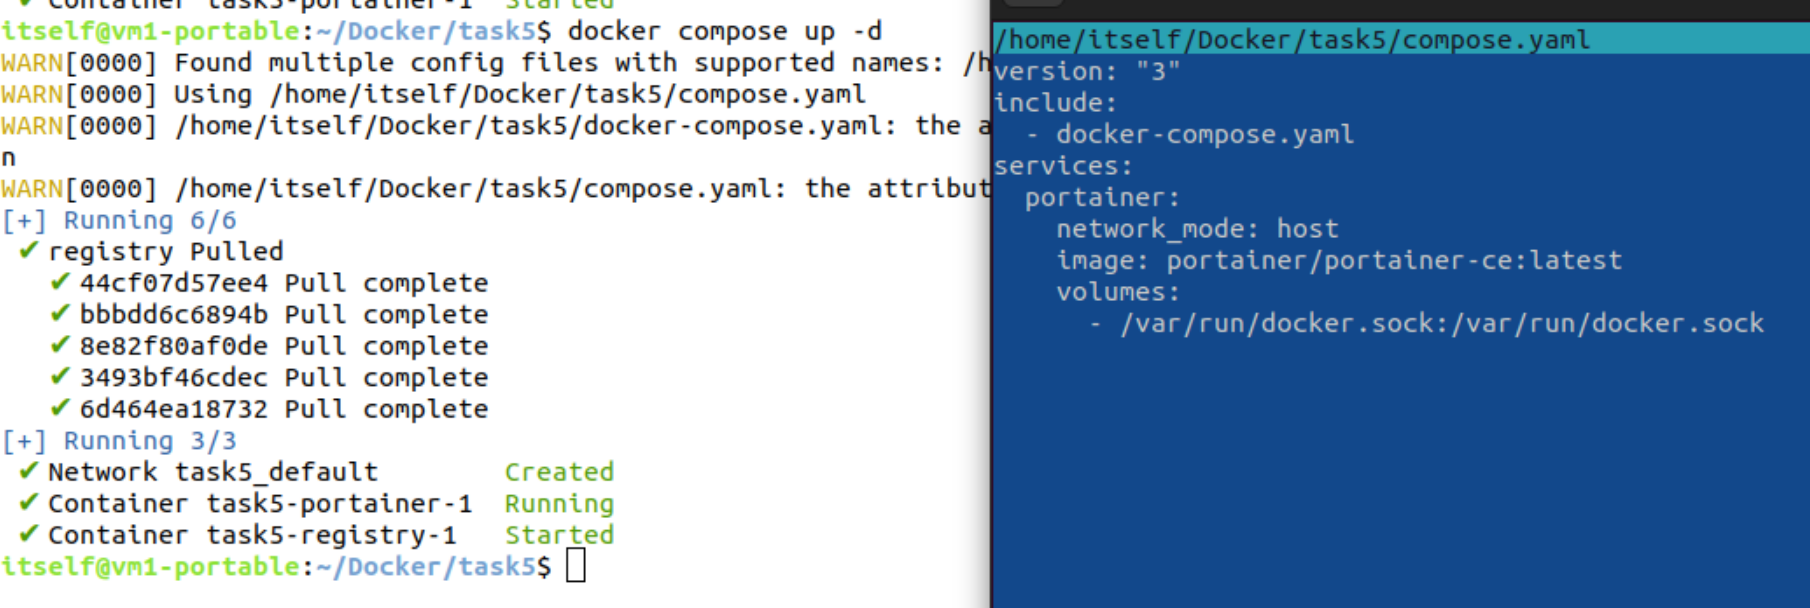 Container task5-portainer-1 Started
itself@vm1-portable:~/Docker/task5$ docker compose up -d
WARN[0000] Found multiple config files with supported names: /h
WARN[0000] Using /home/itself/Docker/task5/compose.yaml
WARN[0000] /home/itself/Docker/task5/docker-compose.yaml: the a
n
WARN[0000] /home/itself/Docker/task5/compose.yaml: the attribut
[+] Running 6/6
✔ registry Pulled
✔ 44cf07d57ee4 Pull complete
✔ bbbdd6c6894b Pull complete
✔ 8e82f80af0de Pull complete
✔ 3493bf46cdec Pull complete
✔ 6d464ea18732 Pull complete
[+] Running 3/3
✔ Network task5_default Created
✔ Container task5-portainer-1 Running
✔ Container task5-registry-1 Started
itself@vm1-portable:~/Docker/task5$
/home/itself/Docker/task5/compose.yaml
version: "3"
include:
- docker-compose.yaml
services:
portainer:
network_mode: host
image: portainer/portainer-ce:latest
volumes:
- /var/run/docker.sock:/var/run/docker.sock